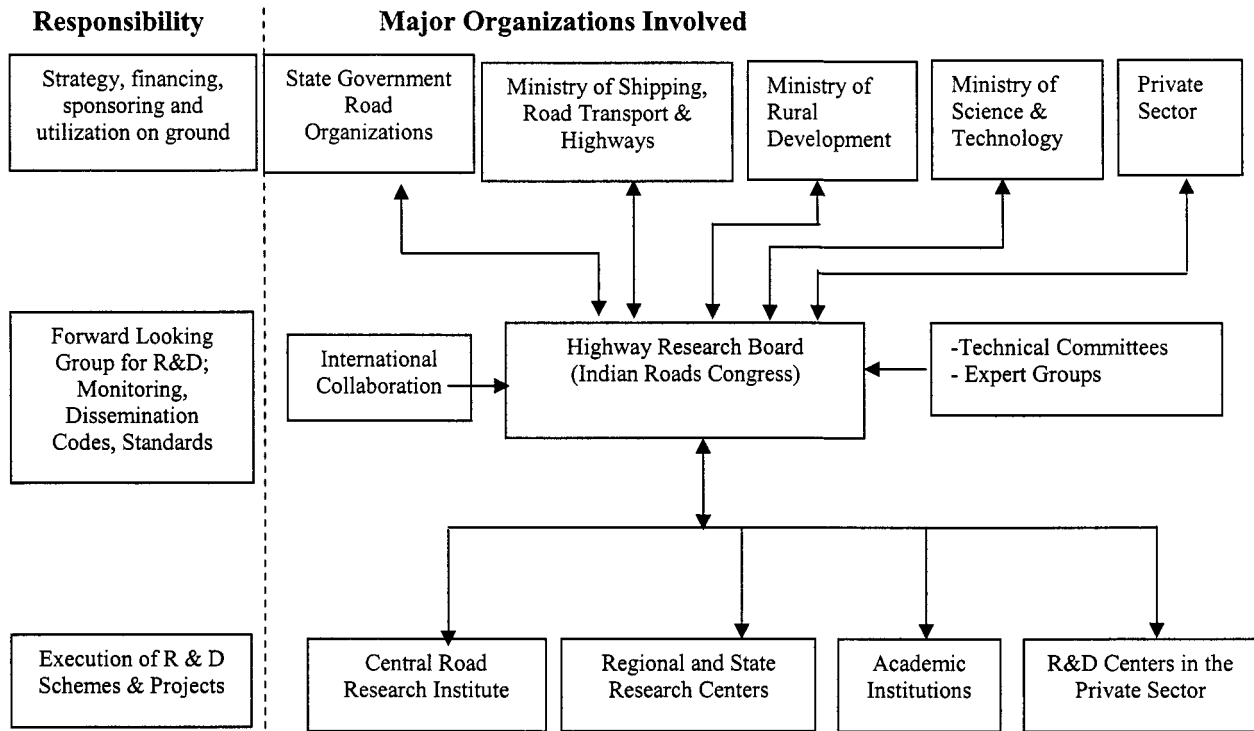 Responsibility
Major Organizations Involved
Strategy, financing,
sponsoring and
utilization on ground
State Government
Road
Organizations
Ministry of Shipping,
Road Transport &
Highways
Ministry of
Rural
Development
Ministry of
Science &
Technology
Private
Sector
Forward Looking
Group for R&D;
Monitoring,
Dissemination
Codes, Standards
International
Collaboration
Highway Research Board
(Indian Roads Congress)
-Technical Committees
- Expert Groups
Execution of R & D
Schemes & Projects
Central Road
Research Institute
Regional and State
Research Centers
Academic
Institutions
R&D Centers in the
Private Sector